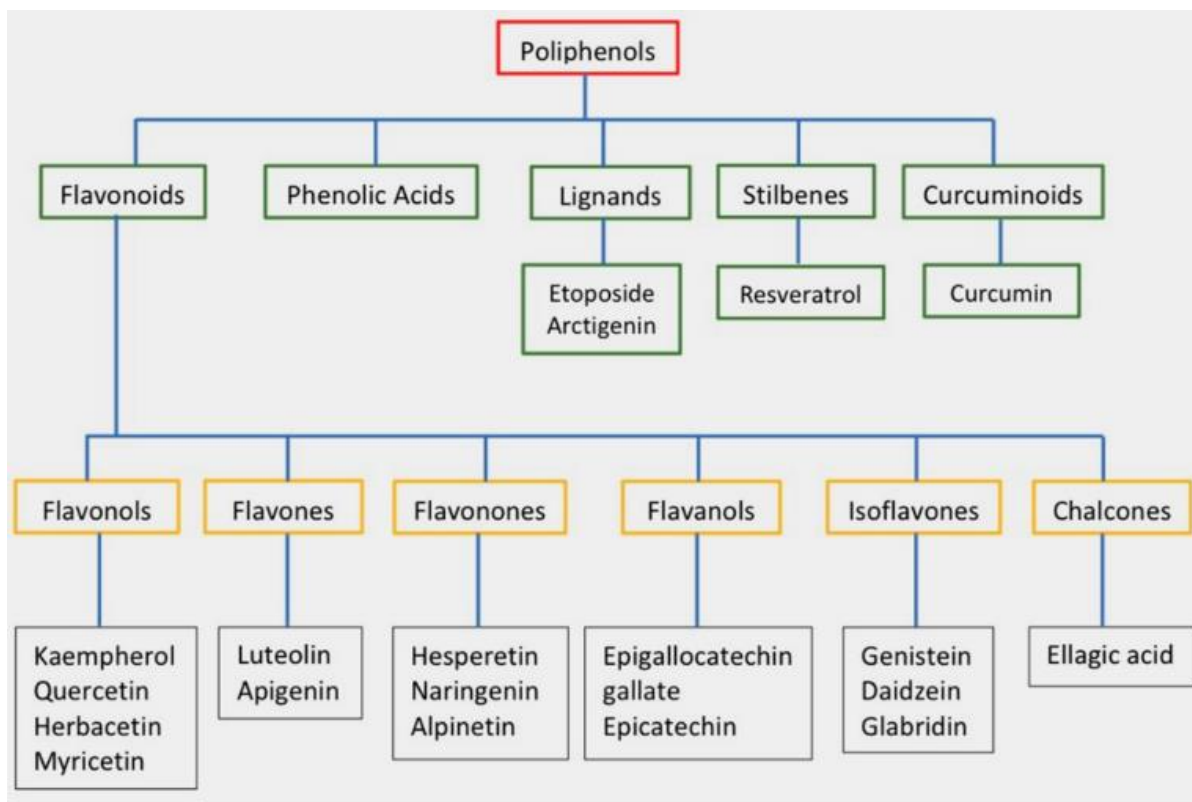 Poliphenols
Flavonoids
Phenolic Acids
Lignands
Stilbenes
Curcuminoids
Etoposide
Arctigenin
Resveratrol
Curcumin
Flavonols
Flavones
Flavonones
Flavanols
Isoflavones
Chalcones
Kaempherol
Quercetin
Herbacetin
Myricetin
Luteolin
Apigenin
Hesperetin
Naringenin
Alpinetin
Epigallocatechin
gallate
Epicatechin
Genistein
Daidzein
Glabridin
Ellagic acid